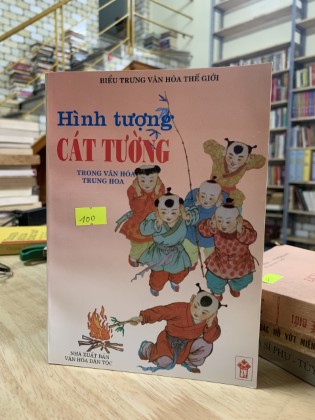 BIỂU TRƯNG VĂN HÓA THẾ GIỚI
Hình tượng
CÁT TƯỜNG
TRONG VĂN HÓA
TRUNG HOA
100
NHÀ XUẤT BẢN
VĂN HÓA DÂN TỘC